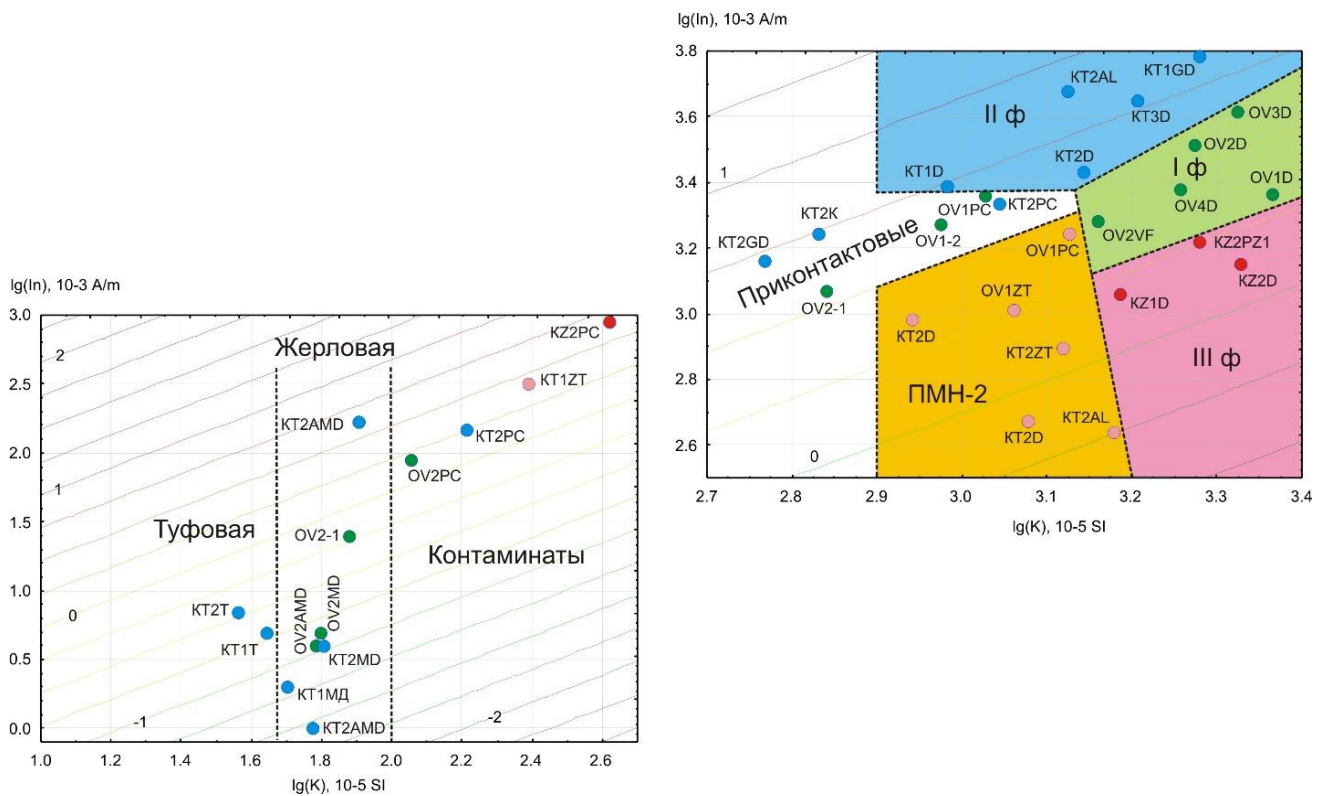 lg(In), 10-3 A/m
3.8
3.6
3.4
3.2
3.0
2.8
2.6
KT2AL
KT1GD
II ф
KT3D
OV3D
OV2D
I ф
1
KT1D
KT2D
OV1D
OV4D
KT2K
OV1PC
KT2PC
KT2GD
OV1-2
OV2VF
OV1PC
KZ2PZ1
Приконтактовые
KZ2D
OV2-1
OV1ZT
KZ1D
KT2D
KT2ZT
III ф
ПМН-2
KT2AL
KT2D
0
2.7
2.8
2.9
3.0
3.1
3.2
3.3
3.4
lg(K), 10-5 SI
lg(In), 10-3 A/m
3.0
2.5
2.0
1.5
1.0
0.5
0.0
KZ2PC
2
Жерловая
KT1ZT
KT2AMD
KT2PC
OV2PC
1
Туфовая
OV2-1
Контаминаты
OV2AMD
OV2MD
KT2T
0
KT1T
KT2MD
KT1МД
-1
KT2AMD
-2
1.0
1.2
1.4
1.6
1.8
2.0
2.2
2.4
2.6
lg(K), 10-5 SI